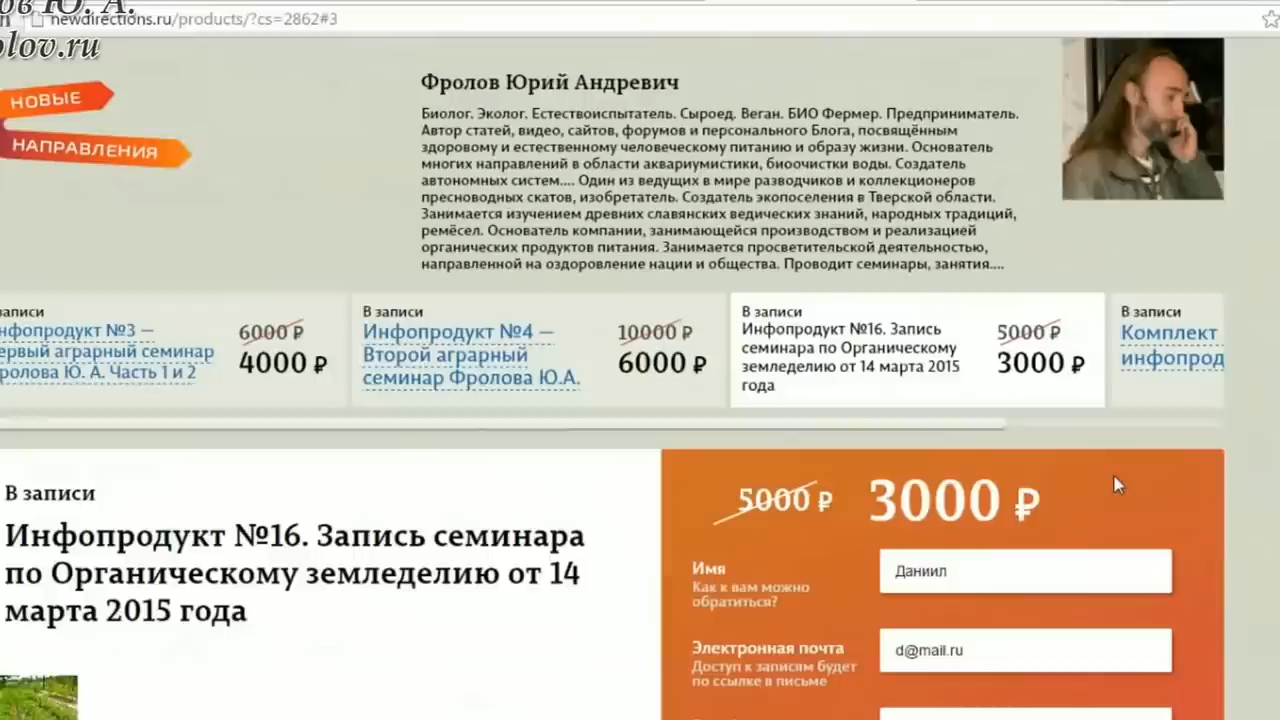 ов Ю. А.
newdirections.ru/products/?cs=2862#3
olov.ru
НОВЫЕ
НАПРАВЛЕНИЯ
Фролов Юрий Андревич
Биолог. Эколог. Естествоиспытатель. Сыроед. Веган. БИО Фермер. Предприниматель.
Автор статей, видео, сайтов, форумов и персонального Блога, посвящённым
здоровому и естественному человеческому питанию и образу жизни. Основатель
многих направлений в области аквариумистики, биоочистки воды. Создатель
автономных систем.... Один из ведущих в мире разводчиков и коллекционеров
пресноводных скатов, изобретатель. Создатель экопоселения в Тверской области.
Занимается изучением древних славянских ведических знаний, народных традиций,
ремёсел. Основатель компании, занимающейся производством и реализацией
органических продуктов питания. Занимается просветительской деятельностью,
направленной на оздоровление нации и общества. Проводит семинары, занятия....
записи
нфопродукт №3 —
ервый аграрный семинар
ролова Ю. А. Часть 1 и 2
6000 ₽
4000 ₽
В записи
Инфопродукт №4 —
Второй аграрный
семинар Фролова Ю.А.
10000 ₽
6000 ₽
В записи
Инфопродукт №16. Запись
семинара по Органическому
земледелию от 14 марта 2015
года
5000 ₽
3000 ₽
В записи
Комплект
инфопрод
В записи
Инфопродукт №16. Запись семинара
по Органическому земледелию от 14
марта 2015 года
5000 ₽ 3000 ₽
Имя
Как к вам можно
обратиться?
Даниил
Электронная почта
Доступ к записям будет
по ссылке в письме
d@mail.ru